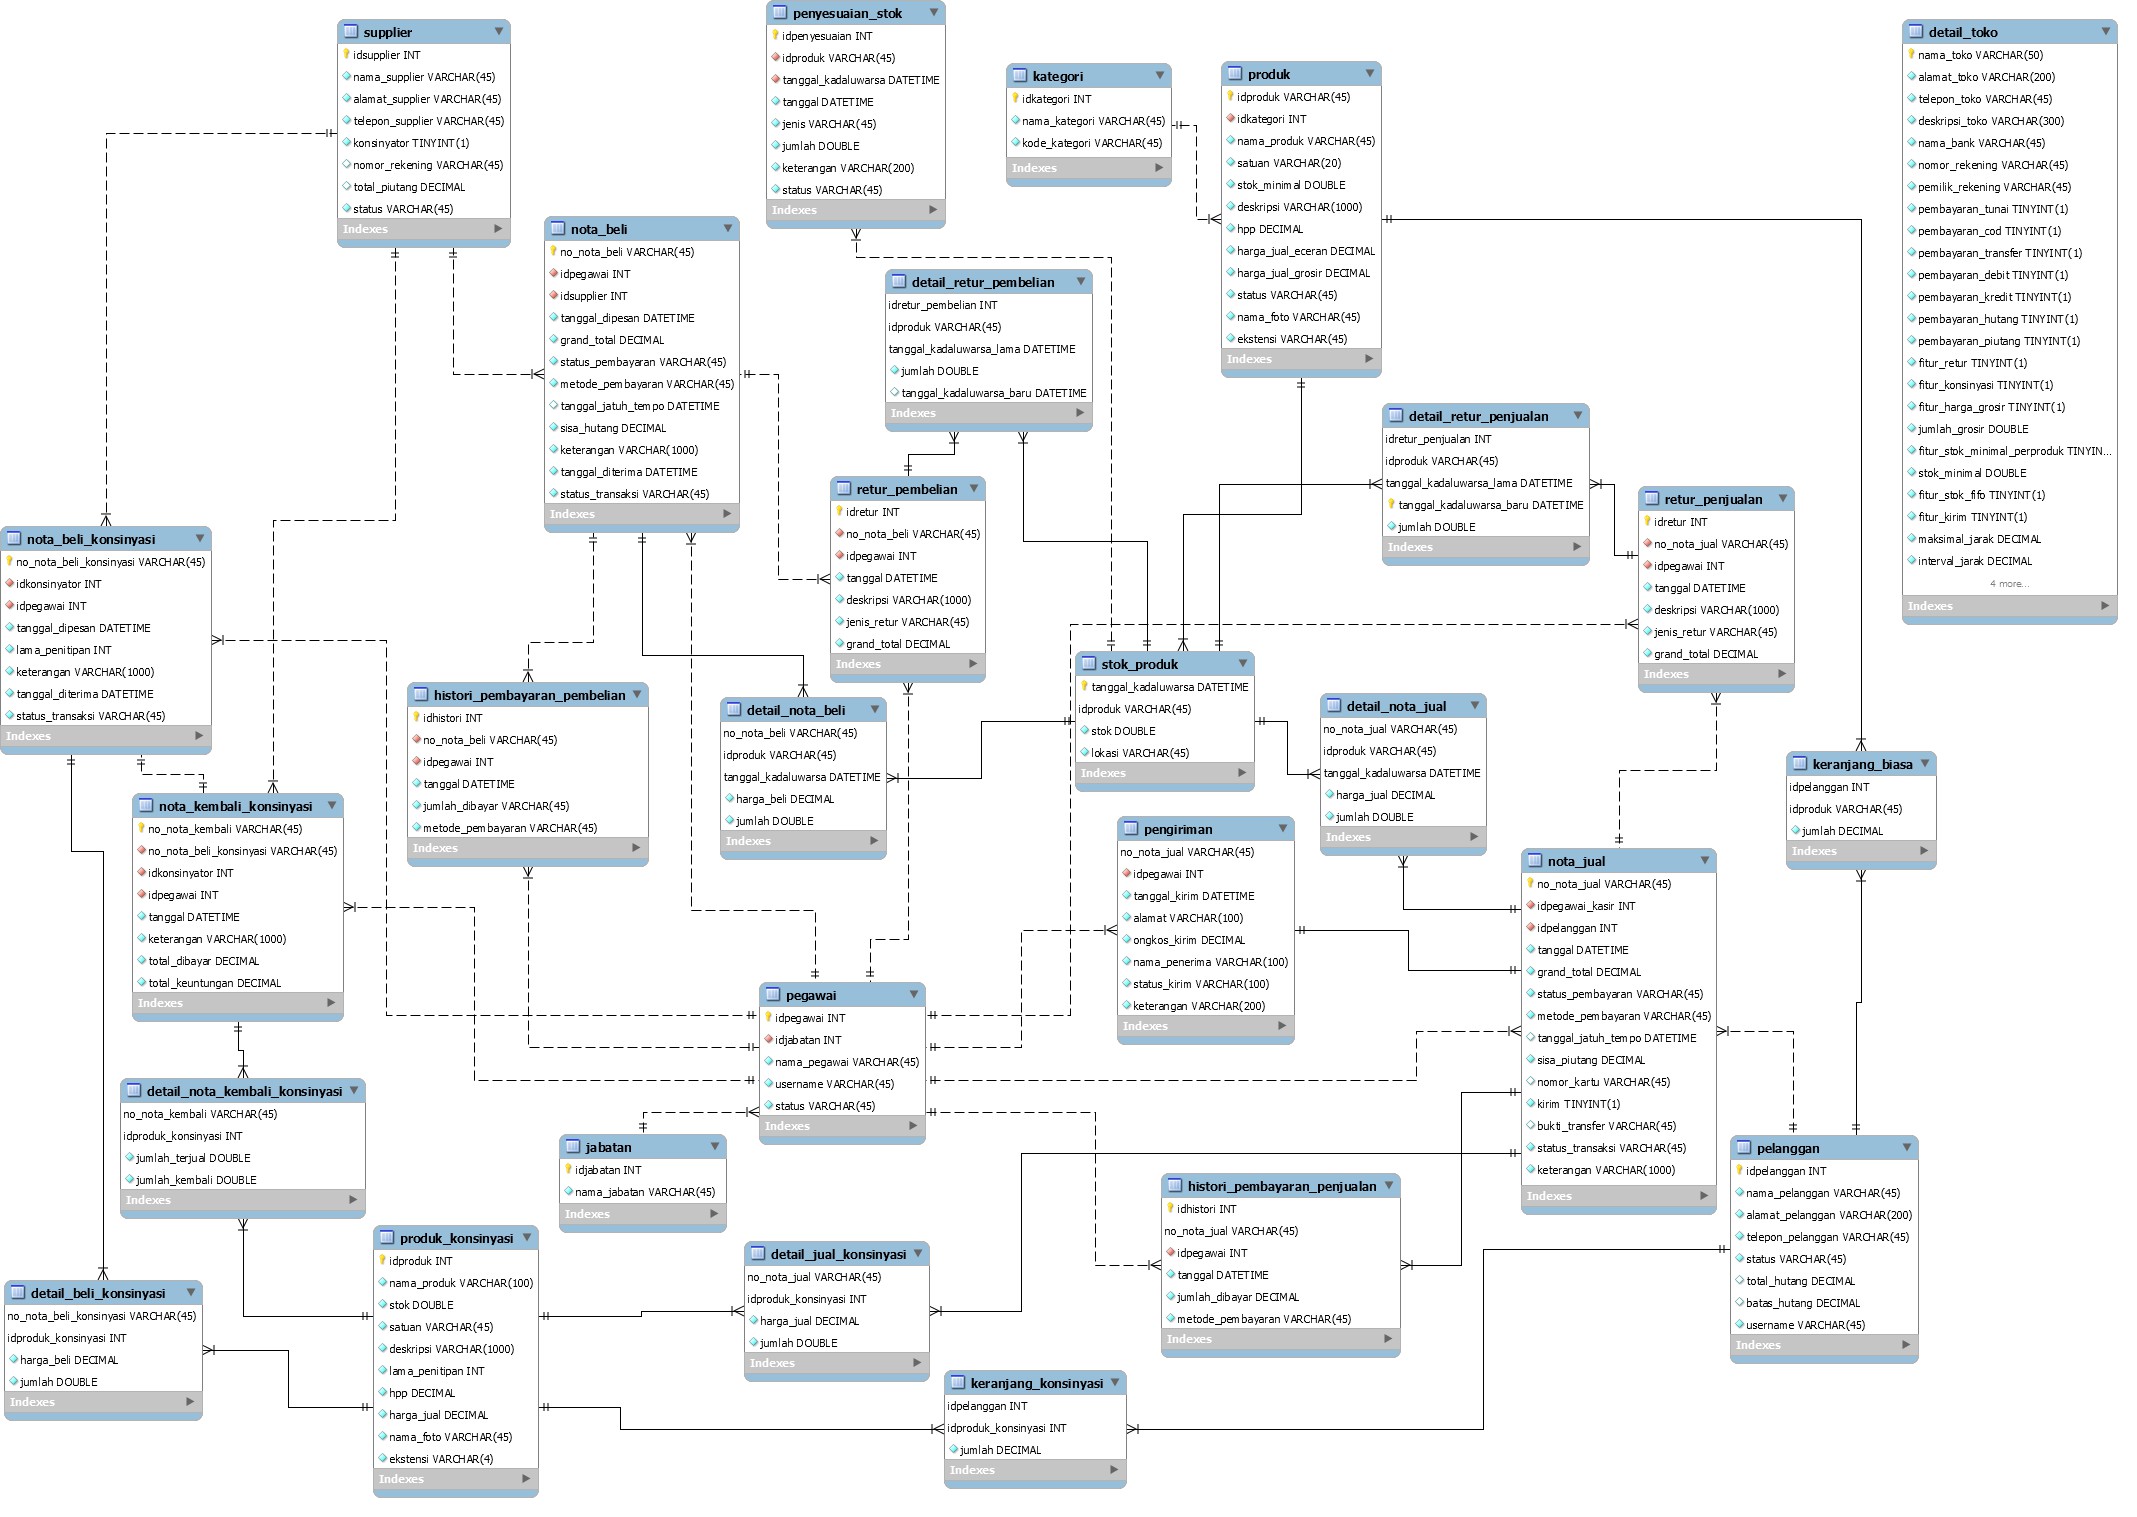 supplier
idsupplier INT
nama_supplier VARCHAR(45)
alamat_supplier VARCHAR(45)
telepon_supplier VARCHAR(45)
konsinyator TINYINT(1)
nomor_rekening VARCHAR(45)
total_piutang DECIMAL
status VARCHAR(45)
Indexes
penyesuaian_stok
idpenyesuaian INT
idproduk VARCHAR(45)
tanggal_kadaluwarsa DATETIME
tanggal DATETIME
jenis VARCHAR(45)
jumlah DOUBLE
keterangan VARCHAR(200)
status VARCHAR(45)
Indexes
kategori
idkategori INT
nama_kategori VARCHAR(45)
kode_kategori VARCHAR(45)
Indexes
produk
idproduk VARCHAR(45)
idkategori INT
nama_produk VARCHAR(45)
satuan VARCHAR(20)
stok_minimal DOUBLE
deskripsi VARCHAR(1000)
hpp DECIMAL
harga_jual_eceran DECIMAL
harga_jual_grosir DECIMAL
status VARCHAR(45)
nama_foto VARCHAR(45)
ekstensi VARCHAR(45)
Indexes
detail_toko
nama_toko VARCHAR(50)
alamat_toko VARCHAR(200)
telepon_toko VARCHAR(45)
deskripsi_toko VARCHAR(300)
nama_bank VARCHAR(45)
nomor_rekening VARCHAR(45)
pemilik_rekening VARCHAR(45)
pembayaran_tunai TINYINT(1)
pembayaran_cod TINYINT(1)
pembayaran_transfer TINYINT(1)
pembayaran_debit TINYINT(1)
pembayaran_kredit TINYINT(1)
pembayaran_hutang TINYINT(1)
pembayaran_piutang TINYINT(1)
fitur_retur TINYINT(1)
fitur_konsinyasi TINYINT(1)
fitur_harga_grosir TINYINT(1)
jumlah_grosir DOUBLE
fitur_stok_minimal_perproduk TINYIN...
stok_minimal DOUBLE
fitur_stok_fifo TINYINT(1)
fitur_kirim TINYINT(1)
maksimal_jarak DECIMAL
interval_jarak DECIMAL
4 more...
Indexes
nota_beli
no_nota_beli VARCHAR(45)
idpegawai INT
idsupplier INT
tanggal_dipesan DATETIME
grand_total DECIMAL
status_pembayaran VARCHAR(45)
metode_pembayaran VARCHAR(45)
tanggal_jatuh_tempo DATETIME
sisa_hutang DECIMAL
keterangan VARCHAR(1000)
tanggal_diterima DATETIME
status_transaksi VARCHAR(45)
Indexes
detail_retur_pembelian
idretur_pembelian INT
idproduk VARCHAR(45)
tanggal_kadaluwarsa_lama DATETIME
jumlah DOUBLE
tanggal_kadaluwarsa_baru DATETIME
Indexes
detail_retur_penjualan
idretur_penjualan INT
idproduk VARCHAR(45)
tanggal_kadaluwarsa_lama DATETIME
tanggal_kadaluwarsa_baru DATETIME
jumlah DOUBLE
Indexes
retur_pembelian
idretur INT
no_nota_beli VARCHAR(45)
idpegawai INT
tanggal DATETIME
deskripsi VARCHAR(1000)
jenis_retur VARCHAR(45)
grand_total DECIMAL
Indexes
retur_penjualan
idretur INT
no_nota_jual VARCHAR(45)
idpegawai INT
tanggal DATETIME
deskripsi VARCHAR(1000)
jenis_retur VARCHAR(45)
grand_total DECIMAL
Indexes
nota_beli_konsinyasi
no_nota_beli_konsinyasi VARCHAR(45)
idkonsinyator INT
idpegawai INT
tanggal_dipesan DATETIME
lama_penitipan INT
keterangan VARCHAR(1000)
tanggal_diterima DATETIME
status_transaksi VARCHAR(45)
Indexes
histori_pembayaran_pembelian
idhistori INT
no_nota_beli VARCHAR(45)
idpegawai INT
tanggal DATETIME
jumlah_dibayar VARCHAR(45)
metode_pembayaran VARCHAR(45)
Indexes
detail_nota_beli
no_nota_beli VARCHAR(45)
idproduk VARCHAR(45)
tanggal_kadaluwarsa DATETIME
harga_beli DECIMAL
jumlah DOUBLE
Indexes
stok_produk
tanggal_kadaluwarsa DATETIME
idproduk VARCHAR(45)
stok DOUBLE
lokasi VARCHAR(45)
Indexes
detail_nota_jual
no_nota_jual VARCHAR(45)
idproduk VARCHAR(45)
tanggal_kadaluwarsa DATETIME
harga_jual DECIMAL
jumlah DOUBLE
Indexes
keranjang_biasa
idpelanggan INT
idproduk VARCHAR(45)
jumlah DECIMAL
Indexes
nota_kembali_konsinyasi
no_nota_kembali VARCHAR(45)
no_nota_beli_konsinyasi VARCHAR(45)
idkonsinyator INT
idpegawai INT
tanggal DATETIME
keterangan VARCHAR(1000)
total_dibayar DECIMAL
total_keuntungan DECIMAL
Indexes
pengiriman
no_nota_jual VARCHAR(45)
idpegawai INT
tanggal_kirim DATETIME
alamat VARCHAR(100)
ongkos_kirim DECIMAL
nama_penerima VARCHAR(100)
status_kirim VARCHAR(100)
keterangan VARCHAR(200)
Indexes
nota_jual
no_nota_jual VARCHAR(45)
idpegawai_kasir INT
idpelanggan INT
tanggal DATETIME
grand_total DECIMAL
status_pembayaran VARCHAR(45)
metode_pembayaran VARCHAR(45)
tanggal_jatuh_tempo DATETIME
sisa_piutang DECIMAL
nomor_kartu VARCHAR(45)
kirim TINYINT(1)
bukti_transfer VARCHAR(45)
status_transaksi VARCHAR(45)
keterangan VARCHAR(1000)
Indexes
pegawai
idpegawai INT
idjabatan INT
nama_pegawai VARCHAR(45)
username VARCHAR(45)
status VARCHAR(45)
Indexes
detail_nota_kembali_konsinyasi
no_nota_kembali VARCHAR(45)
idproduk_konsinyasi INT
jumlah_terjual DOUBLE
jumlah_kembali DOUBLE
Indexes
jabatan
idjabatan INT
nama_jabatan VARCHAR(45)
Indexes
pelanggan
idpelanggan INT
nama_pelanggan VARCHAR(45)
alamat_pelanggan VARCHAR(200)
telepon_pelanggan VARCHAR(45)
status VARCHAR(45)
total_hutang DECIMAL
batas_hutang DECIMAL
username VARCHAR(45)
Indexes
histori_pembayaran_penjualan
idhistori INT
no_nota_jual VARCHAR(45)
idpegawai INT
tanggal DATETIME
jumlah_dibayar DECIMAL
metode_pembayaran VARCHAR(45)
Indexes
produk_konsinyasi
idproduk INT
nama_produk VARCHAR(100)
stok DOUBLE
satuan VARCHAR(45)
deskripsi VARCHAR(1000)
lama_penitipan INT
hpp DECIMAL
harga_jual DECIMAL
nama_foto VARCHAR(45)
ekstensi VARCHAR(4)
Indexes
detail_jual_konsinyasi
no_nota_jual VARCHAR(45)
idproduk_konsinyasi INT
harga_jual DECIMAL
jumlah DOUBLE
Indexes
detail_beli_konsinyasi
no_nota_beli_konsinyasi VARCHAR(45)
idproduk_konsinyasi INT
harga_beli DECIMAL
jumlah DOUBLE
Indexes
keranjang_konsinyasi
idpelanggan INT
idproduk_konsinyasi INT
jumlah DECIMAL
Indexes